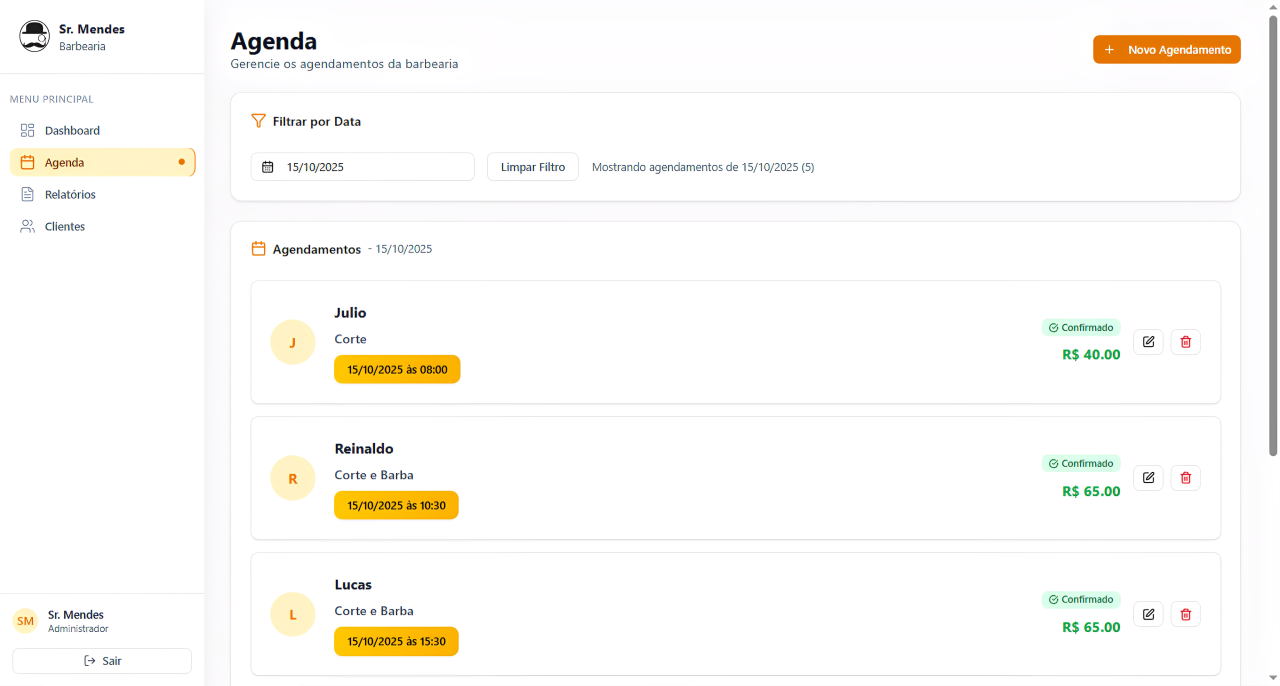 Sr. Mendes
Barbearia
MENU PRINCIPAL
Dashboard
Agenda
Relatórios
Clientes
SM
Sr. Mendes
Administrador
Sair
Agenda
Gerencie os agendamentos da barbearia
+ Novo Agendamento
Filtrar por Data
15/10/2025
Limpar Filtro
Mostrando agendamentos de 15/10/2025 (5)
Agendamentos - 15/10/2025
J
Julio
Corte
15/10/2025 às 08:00
Confirmado
R$ 40.00
R
Reinaldo
Corte e Barba
15/10/2025 às 10:30
Confirmado
R$ 65.00
L
Lucas
Corte e Barba
15/10/2025 às 15:30
Confirmado
R$ 65.00